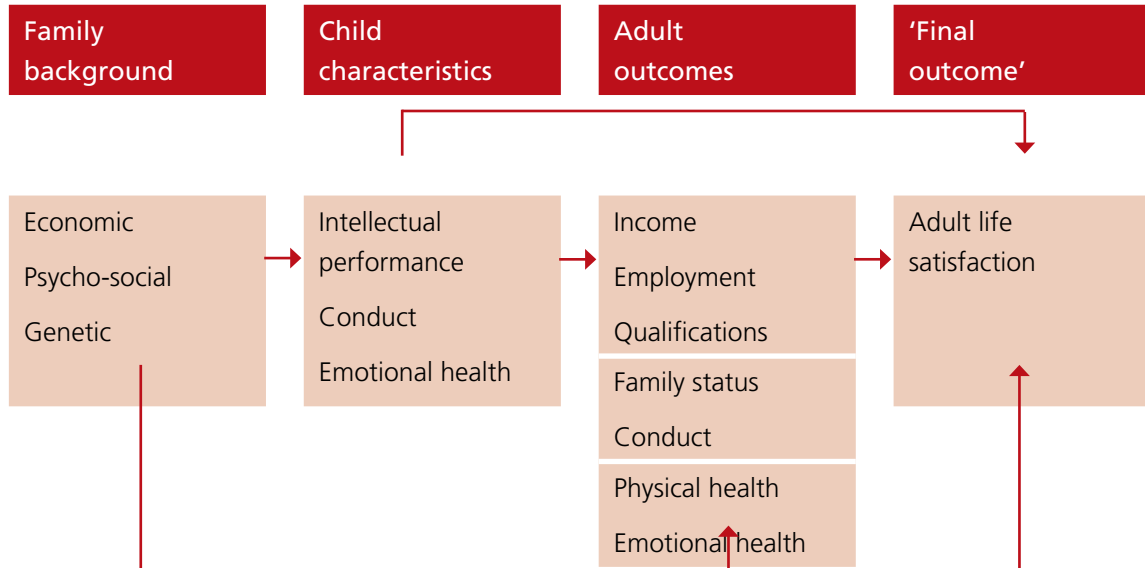 Family
background
Child
characteristics
Adult
outcomes
‘Final
outcome’
Economic
Psycho-social
Genetic
Intellectual
performance
Conduct
Emotional health
Income
Employment
Qualifications
Family status
Conduct
Physical health
Emotional health
Adult life
satisfaction